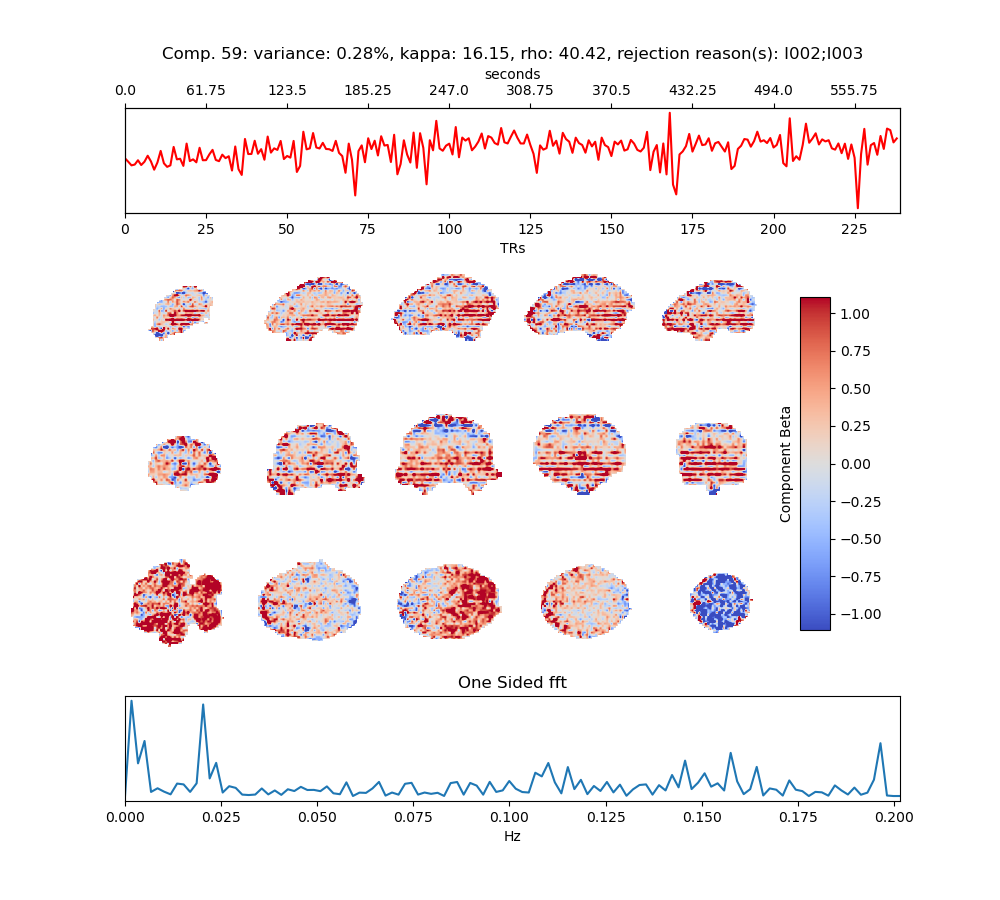 Comp. 59: variance: 0.28%, kappa: 16.15, rho: 40.42, rejection reason(s): I002;I003
seconds
0.0 61.75 123.5 185.25 247.0 308.75 370.5 432.25 494.0 555.75
0 25 50 75 100 125 150 175 200 225
TRs
1.00
0.75
0.50
0.25
0.00
−0.25
−0.50
−0.75
−1.00
Component Beta
One Sided fft
0.000 0.025 0.050 0.075 0.100 0.125 0.150 0.175 0.200
Hz